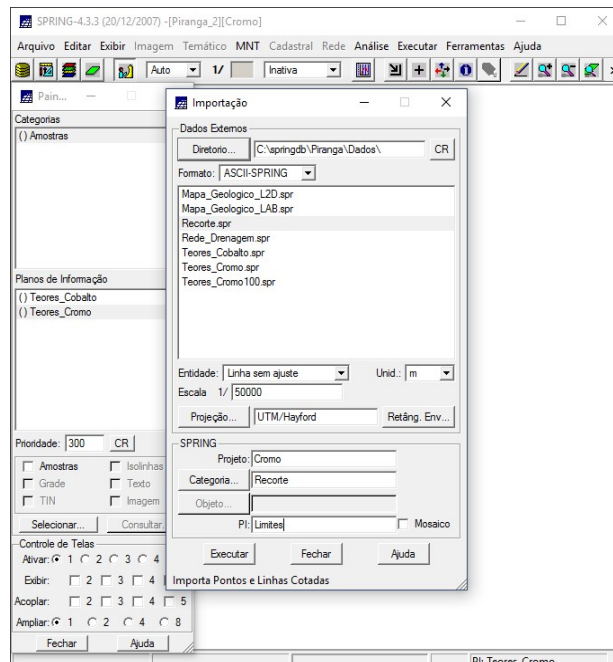 SPRING-4.3.3 (20/12/2007) -[Piranga_2][Cromo]
Arquivo Editar Exibir Imagem Temático MNT Cadastral Rede Análise Executar Ferramentas Ajuda
Auto 1/ Inativa
Pain...
Categorias
() Amostras
Planos de Informação
() Teores_Cobalto
() Teores_Cromo
Prioridade: 300 CR
Amostras Isolinhas
Grade Texto
TIN Imagem
Selecionar... Consultar.
Controle de Telas
Ativar: 1 2 3 4
Exibir: 2 3 4
Acoplar: 2 3 4 5
Ampliar: 1 2 4 8
Fechar Ajuda
Importação
Dados Externos
Diretorio... C:\springdb\Piranga\Dados\ CR
Formato: ASCII-SPRING
Mapa_Geologico_L2D.spr
Mapa_Geologico_LAB.spr
Recorte.spr
Rede_Drenagem.spr
Teores_Cobalto.spr
Teores_Cromo.spr
Teores_Cromo100.spr
Entidade: Linha sem ajuste Unid.: m
Escala 1/ 50000
Projeção... UTM/Hayford Retâng. Env...
SPRING
Projeto: Cromo
Categoria... Recorte
Objeto...
PI: Limites Mosaico
Executar Fechar Ajuda
Importa Pontos e Linhas Cotadas
PI: Teores_Cromo